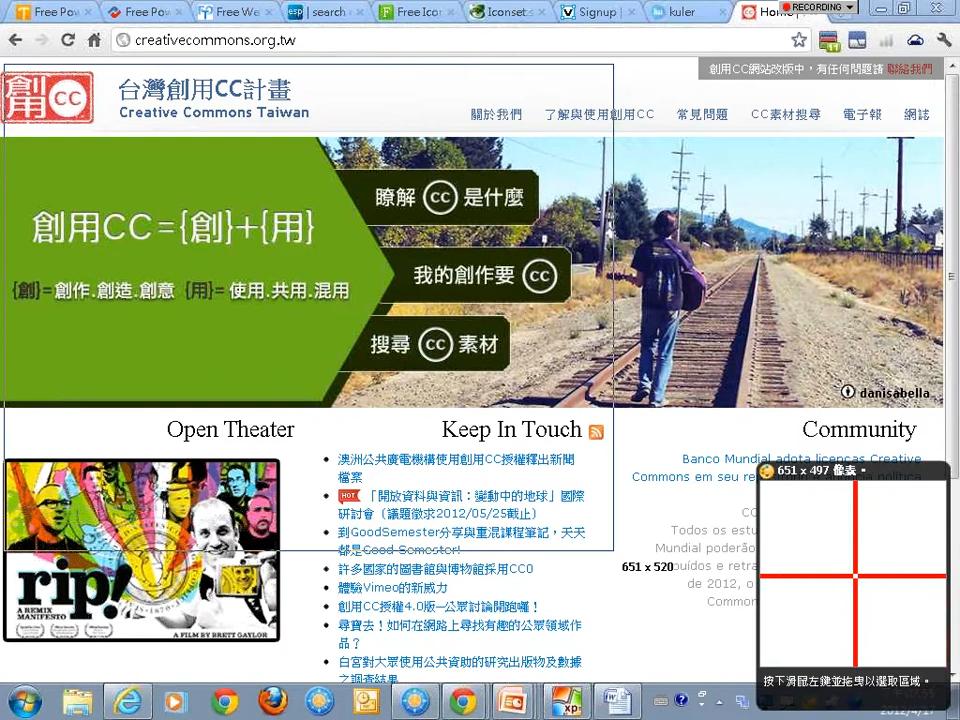 Free Pow
Free Pow
Free We
esp | search
Free Icon
Iconset
Signup |
kuler
Hom
RECORDING
creativecommons.org.tw
創用CC網站改版中，有任何問題請 聯絡我們
創用 CC
台灣創用CC計畫
Creative Commons Taiwan
關於我們 了解與使用創用CC 常見問題 CC素材搜尋 電子報 網誌
瞭解 CC 是什麼
創用CC={創}+{用}
我的創作要 CC
{創}=創作.創造.創意 {用}= 使用.共用.混用
搜尋 CC 素材
danisabella
Open Theater
Keep In Touch
Community
澳洲公共廣電機構使用創用CC授權釋出新聞
檔案
HOT 「開放資料與資訊：變動中的地球」國際
研討會〔議題徵求2012/05/25截止〕
到GoodSemester分享與重混課程筆記，天天
都是Good Semester!
許多國家的圖書館與博物館採用CC0
體驗Vimeo的新威力
創用CC授權4.0版─公眾討論開跑囉！
尋寶去！如何在網路上尋找有趣的公眾領域作
品？
白宮對大眾使用公共資助的研究出版物及數據
之調查結果
Banco Mundial adota licenças Creative
Commons em seu
Todos os estu
Mundial poderão
buídos e retra
de 2012, o
Common
rip!
A REMIX
MANIFESTO
A FILM BY BRETT GAYLOR
651 x 520
651 x 497 像素。
按下滑鼠左鍵並拖曳以選取區域。
xp
2012/4/17